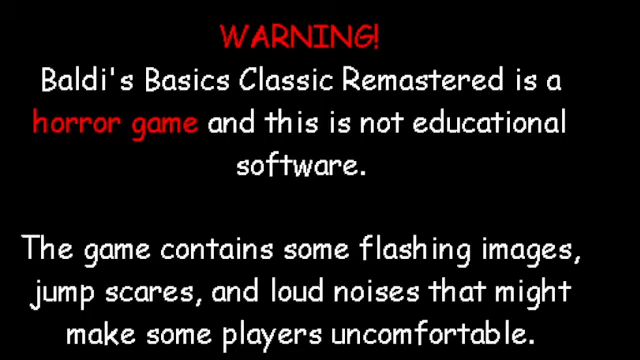 WARNING!
Baldi's Basics Classic Remastered is a
horror game and this is not educational
software.
The game contains some flashing images,
jump scares, and loud noises that might
make some players uncomfortable.